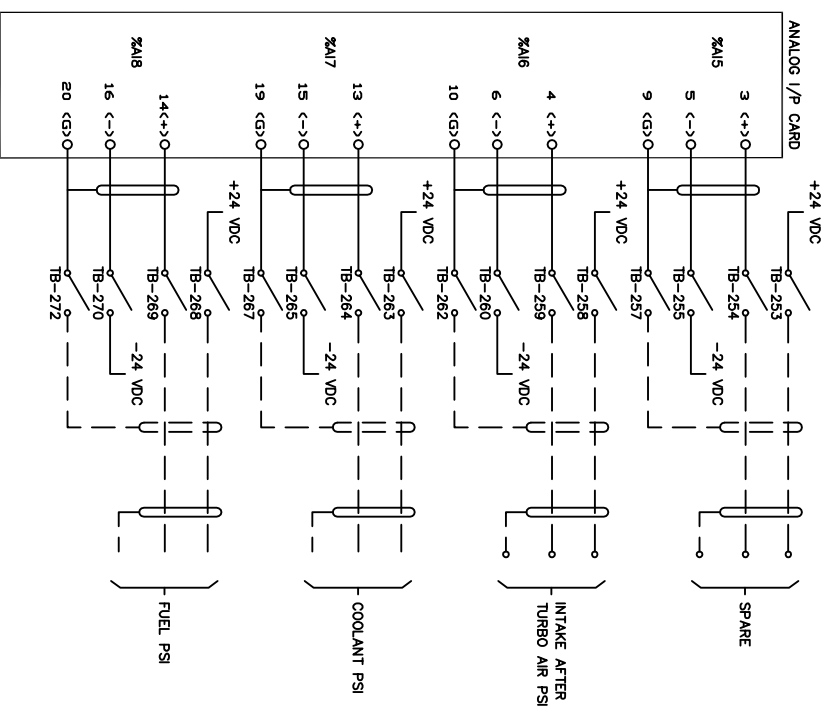 ANALOG I/P CARD
%AI5
3 <+>
5 <->
9 <G>
+24 VDC
TB-253
TB-254
TB-255
TB-257
-24 VDC
SPARE
%AI6
4 <+>
6 <->
10 <G>
+24 VDC
TB-258
TB-259
TB-260
TB-262
-24 VDC
INTAKE AFTER
TURBO AIR PSI
%AI7
13 <+>
15 <->
19 <G>
+24 VDC
TB-263
TB-264
TB-265
TB-267
-24 VDC
COOLANT PSI
%AI8
14<+>
16 <->
20 <G>
+24 VDC
TB-268
TB-269
TB-270
TB-272
-24 VDC
FUEL PSI